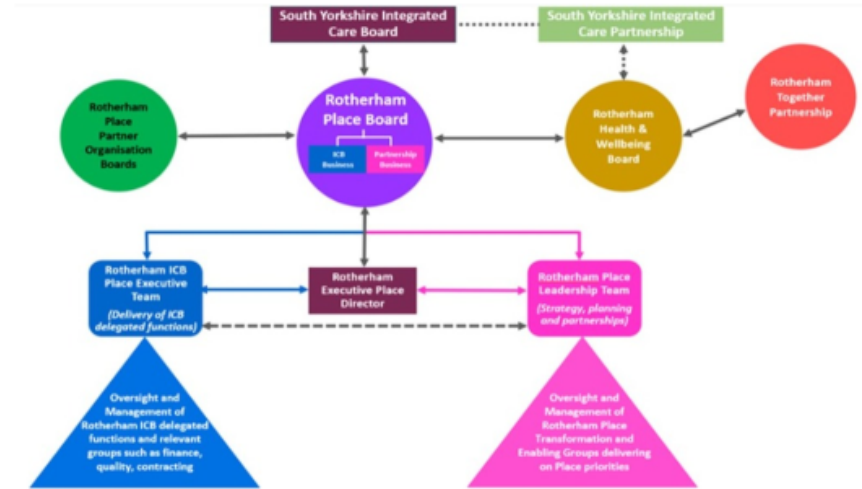 South Yorkshire Integrated
Care Board
South Yorkshire Integrated
Care Partnership
Rotherham
Place
Partner
Organisation
Boards
Rotherham
Place Board
ICB
Business
Partnership
Business
Rotherham
Health &
Wellbeing
Board
Rotherham
Together
Partnership
Rotherham ICB
Place Executive
Team
(Delivery of ICB
delegated functions)
Rotherham
Executive Place
Director
Rotherham Place
Leadership Team
(Strategy, planning
and partnerships)
Oversight and
Management of
Rotherham ICB delegated
functions and relevant
groups such as finance,
quality, contracting
Oversight and
Management of
Rotherham Place
Transformation and
Enabling Groups delivering
on Place priorities